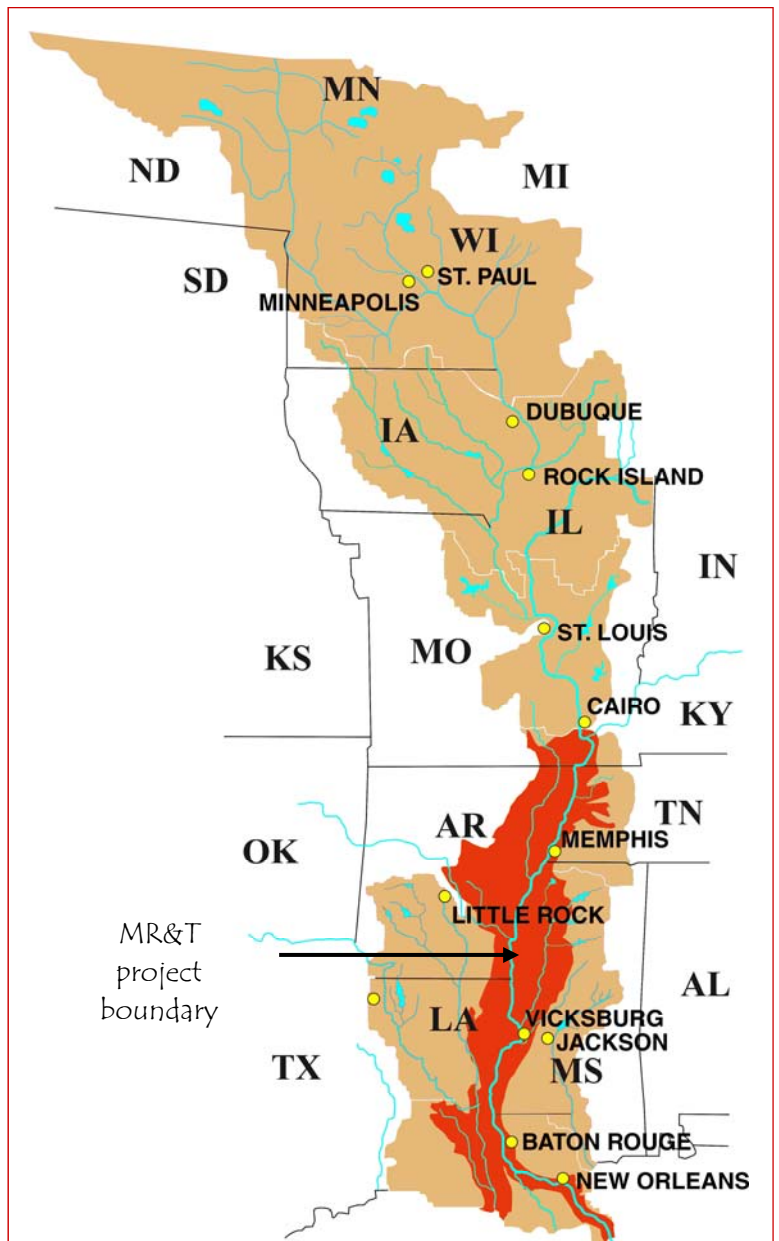 MN
ND
MI
WI
SD
ST. PAUL
MINNEAPOLIS
DUBUQUE
IA
ROCK ISLAND
IL
IN
ST. LOUIS
KS
MO
CAIRO
KY
TN
AR
MEMPHIS
OK
LITTLE ROCK
MR&T
project
boundary
AL
LA
VICKSBURG
JACKSON
TX
MS
BATON ROUGE
NEW ORLEANS